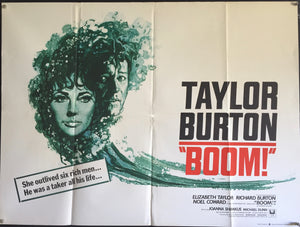 TAYLOR
BURTON
"BOOM!"
She outlived six rich men...
He was a taker all his life...
ELIZABETH TAYLOR RICHARD BURTON
NOEL COWARD "BOOM!"
JOANNA SHIMKUS MICHAEL DUNN